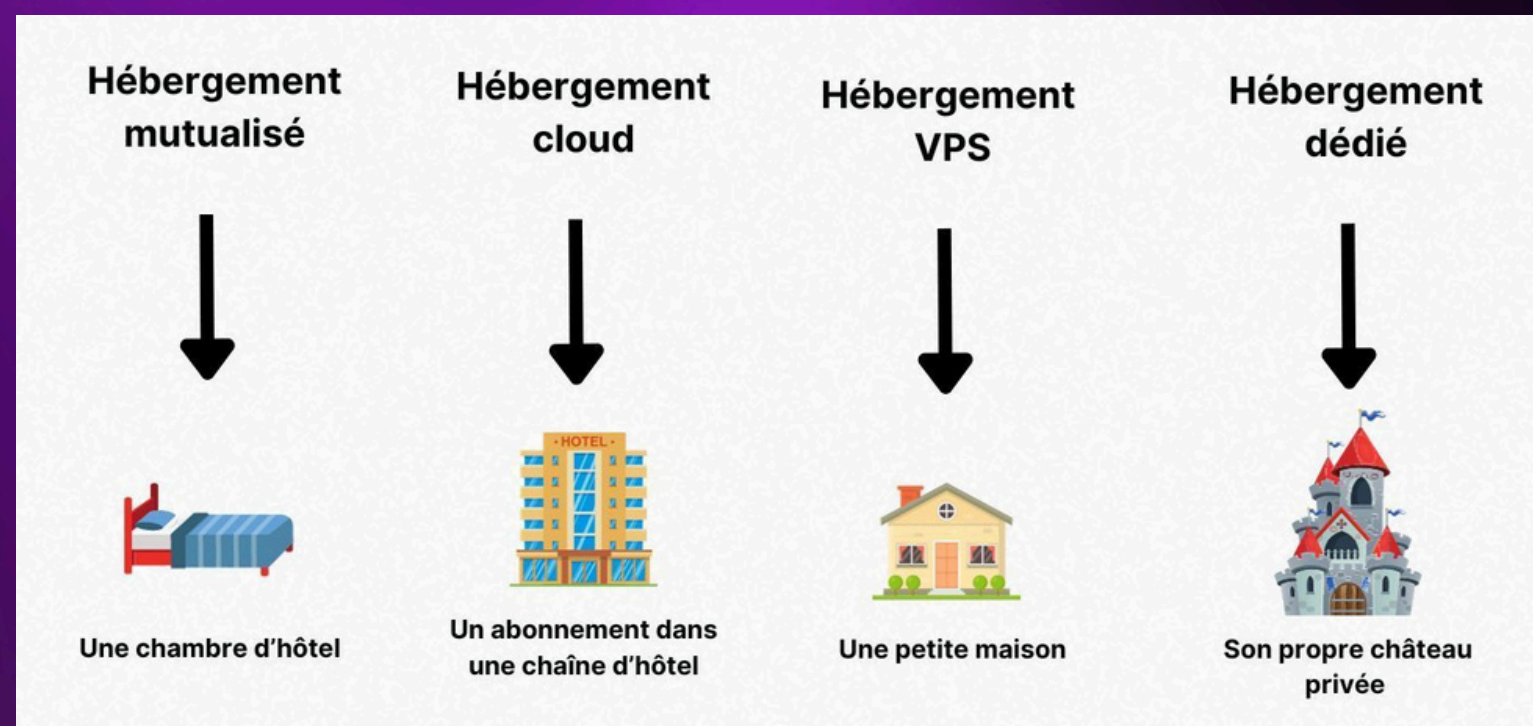 Hébergement
mutualisé
Hébergement
cloud
Hébergement
VPS
Hébergement
dédié
· HOTEL ·
Une chambre d’hôtel
Un abonnement dans
une chaîne d’hôtel
Une petite maison
Son propre château
privée